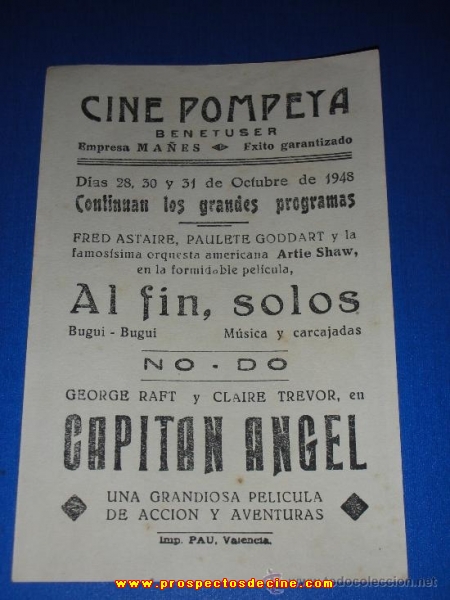 CINE POMPEYA
BENETUSER
Empresa MAÑES Exito garantizado
Días 28, 30 y 31 de Octubre de 1948
Continuan los grandes programas
FRED ASTAIRE, PAULETE GODDART y la
famosísima orquesta americana Artie Shaw,
en la formidable película,
Al fin, solos
Bugui - Bugui Música y carcajadas
NO - DO
GEORGE RAFT y CLAIRE TREVOR, en
CAPITAN ANGEL
UNA GRANDIOSA PELICULA
DE ACCION Y AVENTURAS
Imp. PAU, Valencia.
www.prospectosdecine.com
todocoleccion.net